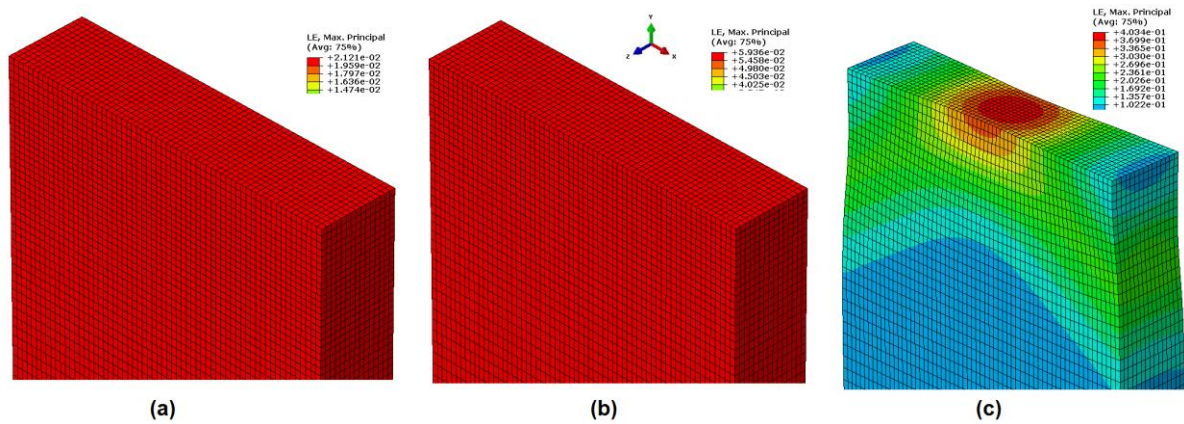 LE, Max. Principal
(Avg: 75%)
+2.121e-02
+1.959e-02
+1.797e-02
+1.636e-02
+1.474e-02
Y
Z
X
LE, Max. Principal
(Avg: 75%)
+5.936e-02
+5.458e-02
+4.980e-02
+4.503e-02
+4.025e-02
LE, Max. Principal
(Avg: 75%)
+4.034e-01
+3.699e-01
+3.365e-01
+3.030e-01
+2.696e-01
+2.361e-01
+2.026e-01
+1.692e-01
+1.357e-01
+1.022e-01
(a)
(b)
(c)